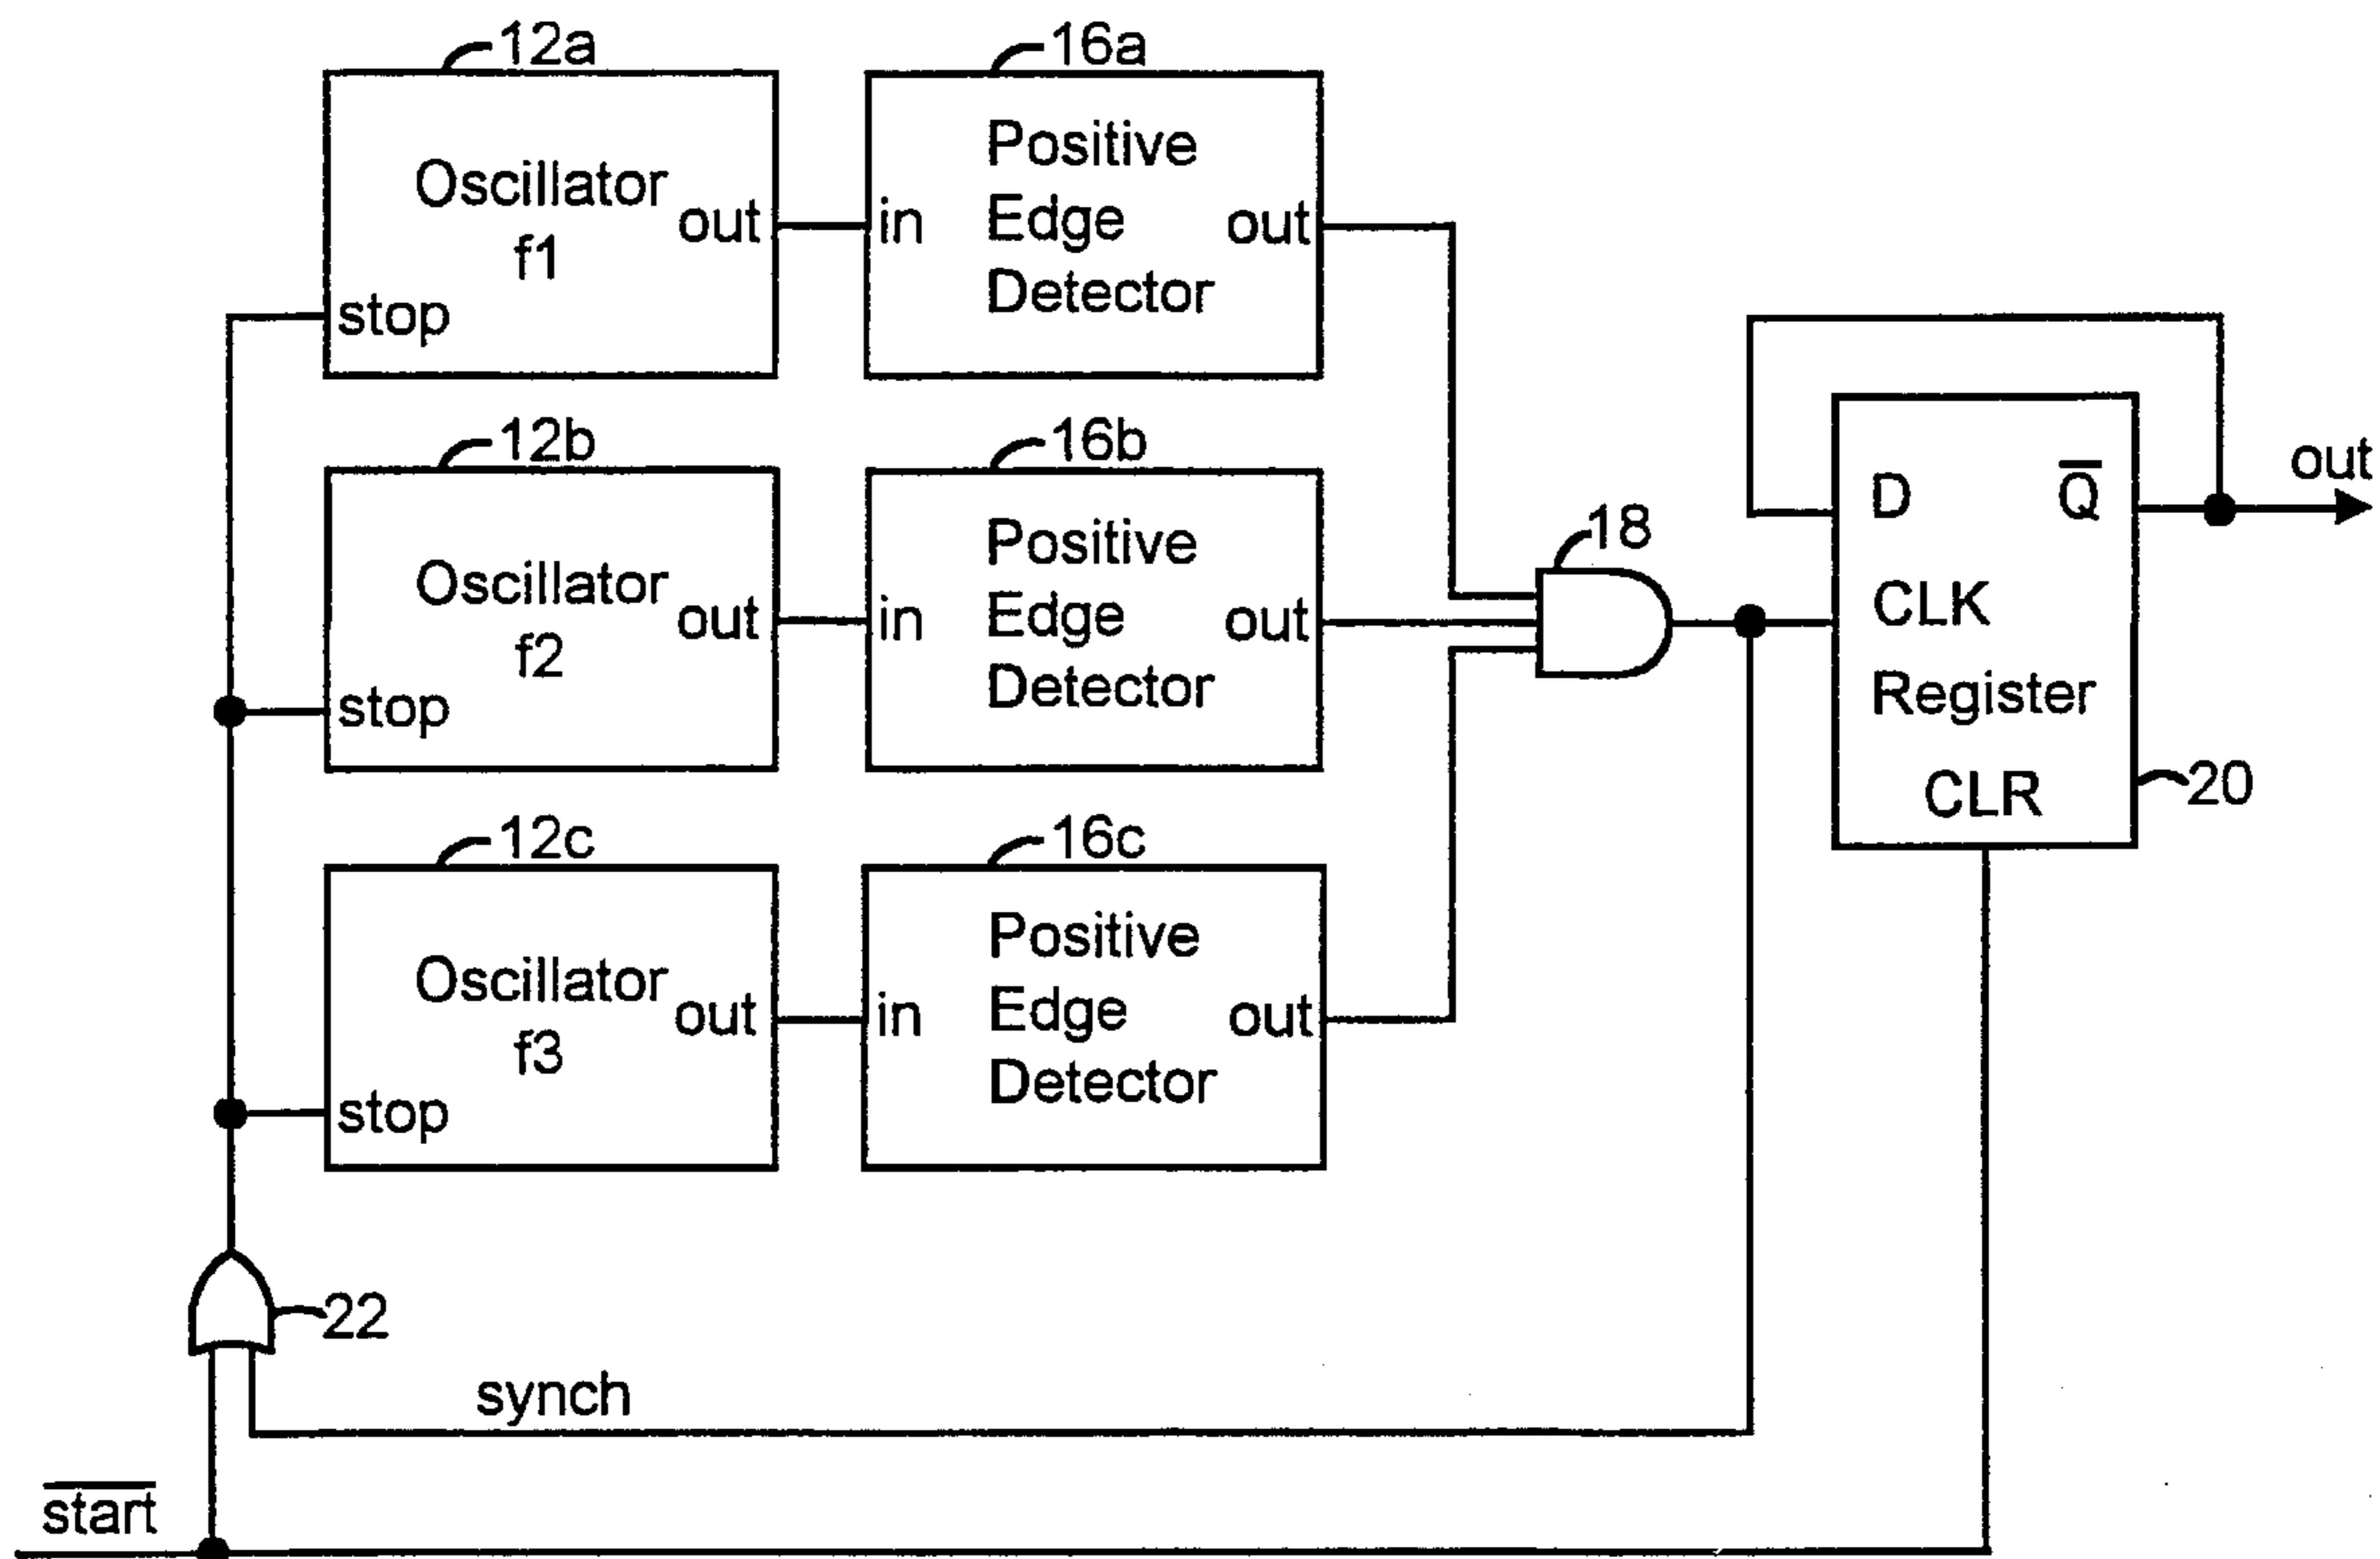 12a
16a
Oscillator
f1
out
stop
in
Positive
Edge
Detector
out
12b
16b
Oscillator
f2
out
stop
in
Positive
Edge
Detector
out
18
D
Q̅
CLK
Register
CLR
out
20
12c
16c
Oscillator
f3
out
stop
in
Positive
Edge
Detector
out
22
synch
s̅t̅a̅r̅t̅